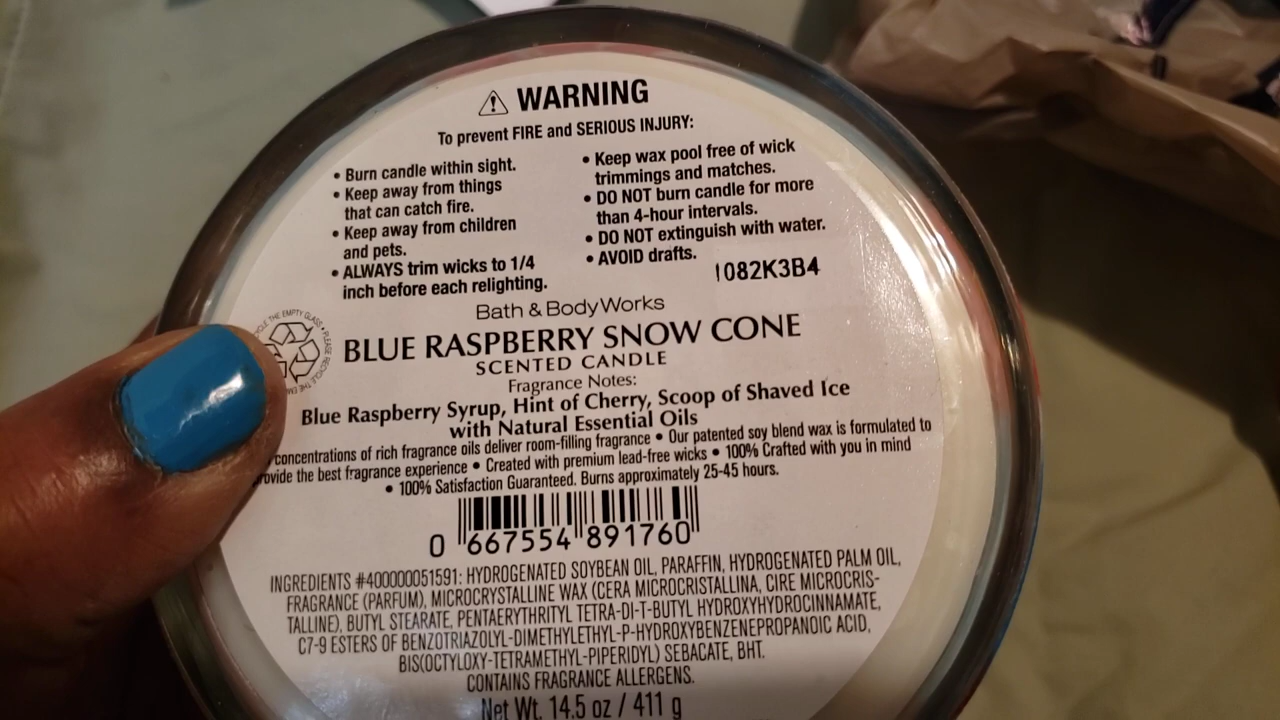 ⚠ WARNING
To prevent FIRE and SERIOUS INJURY:
• Burn candle within sight.
• Keep away from things
that can catch fire.
• Keep away from children
and pets.
• ALWAYS trim wicks to 1/4
inch before each relighting.
• Keep wax pool free of wick
trimmings and matches.
• DO NOT burn candle for more
than 4-hour intervals.
• DO NOT extinguish with water.
• AVOID drafts.
1082K3B4
THE EMPTY GLASS • PLEASE RECYCLE THE
Bath & Body Works
BLUE RASPBERRY SNOW CONE
SCENTED CANDLE
Fragrance Notes:
Blue Raspberry Syrup, Hint of Cherry, Scoop of Shaved Ice
with Natural Essential Oils
concentrations of rich fragrance oils deliver room-filling fragrance • Our patented soy blend wax is formulated to
the best fragrance experience • Created with premium lead-free wicks • 100% Crafted with you in mind
• 100% Satisfaction Guaranteed. Burns approximately 25-45 hours.
0 667554 891760
INGREDIENTS #400000051591: HYDROGENATED SOYBEAN OIL, PARAFFIN, HYDROGENATED PALM OIL,
FRAGRANCE (PARFUM), MICROCRYSTALLINE WAX (CERA MICROCRISTALLINA, CIRE MICROCRIS-
TALLINE), BUTYL STEARATE, PENTAERYTHRITYL TETRA-DI-T-BUTYL HYDROXYHYDROCINNAMATE,
C7-9 ESTERS OF BENZOTRIAZOLYL-DIMETHYLETHYL-P-HYDROXYBENZENEPROPANOIC ACID,
BIS(OCTYLOXY-TETRAMETHYL-PIPERIDYL) SEBACATE, BHT.
CONTAINS FRAGRANCE ALLERGENS.
Net Wt. 14.5 oz / 411 g